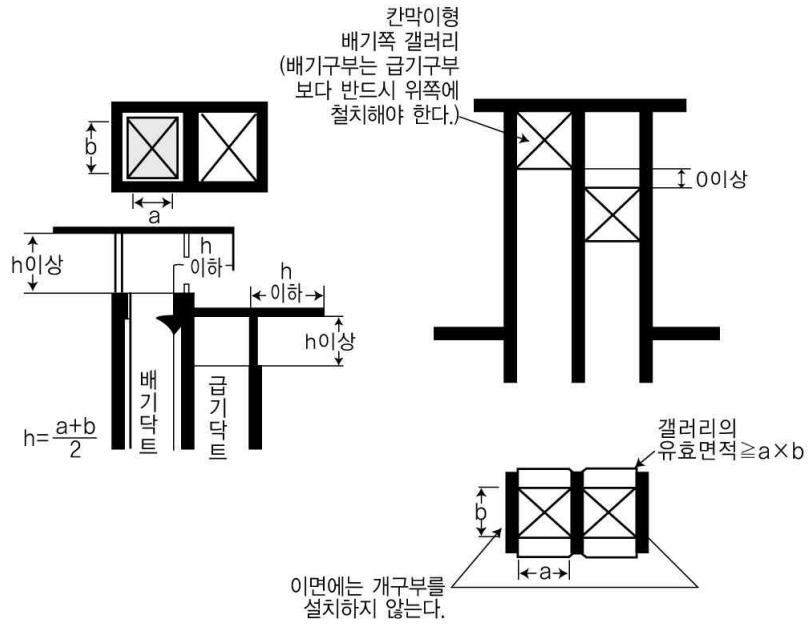 칸막이형
배기쪽 갤러리
(배기구부는 급기구부
보다 반드시 위쪽에
철치해야 한다.)
b
a
0이상
h이상
h
이하
h
이하
h이상
배기닥트
급기닥트
h=a+b/2
갤러리의
유효면적≧a×b
b
a
이면에는 개구부를
설치하지 않는다.